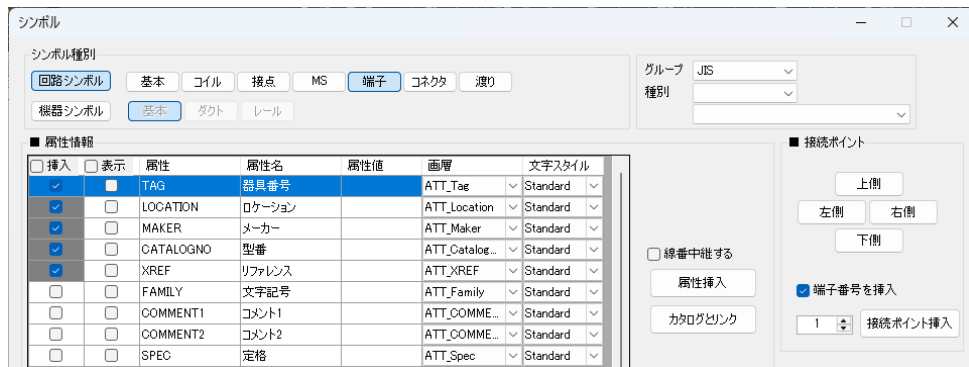 シンボル
シンボル種別
回路シンボル 基本 コイル 接点 MS 端子 コネクタ 渡り
機器シンボル 基本 ダクト レール
グループ JIS
種別
■ 属性情報
挿入 表示 属性 属性名 属性値 画層 文字スタイル
TAG 器具番号 ATT_Tag Standard
LOCATION ロケーション ATT_Location Standard
MAKER メーカー ATT_Maker Standard
CATALOGNO 型番 ATT_Catalog... Standard
XREF リファレンス ATT_XREF Standard
FAMILY 文字記号 ATT_Family Standard
COMMENT1 コメント1 ATT_COMME... Standard
COMMENT2 コメント2 ATT_COMME... Standard
SPEC 定格 ATT_Spec Standard
線番中継する
属性挿入
カタログとリンク
■ 接続ポイント
上側
左側 右側
下側
端子番号を挿入
1 接続ポイント挿入